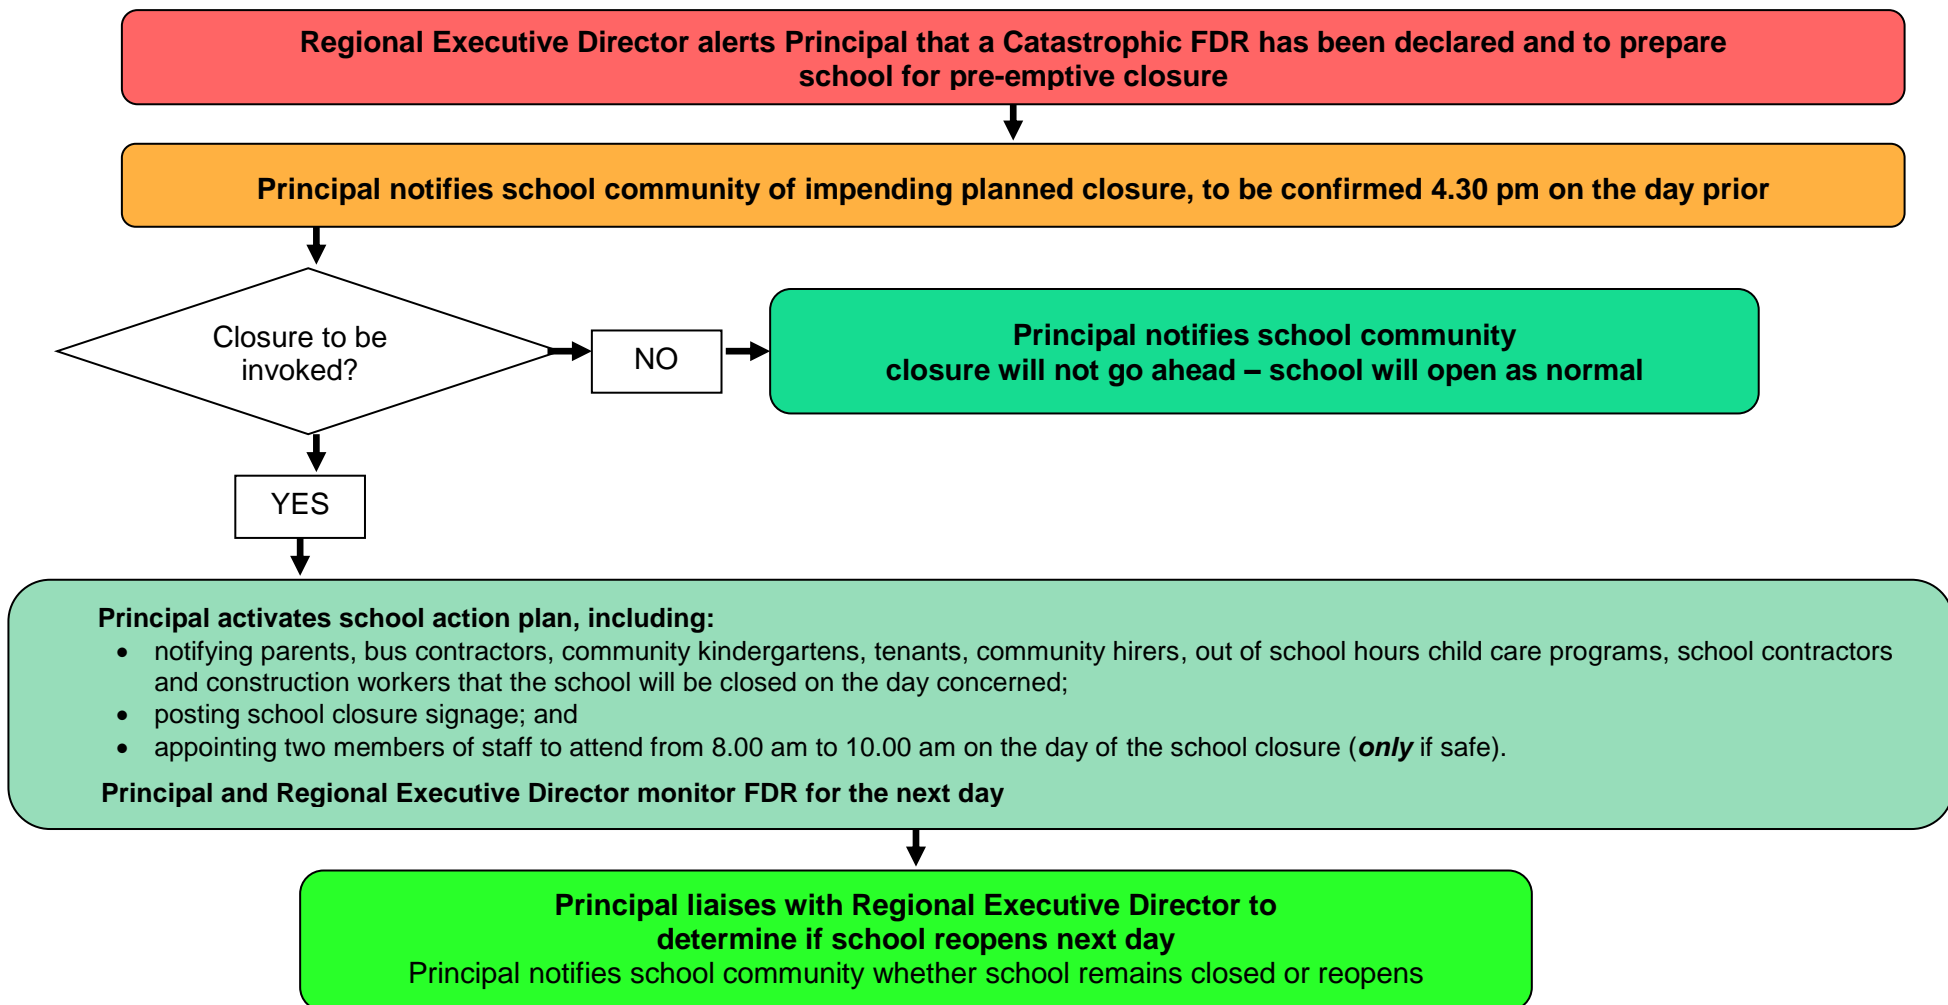 Regional Executive Director alerts Principal that a Catastrophic FDR has been declared and to prepare
school for pre-emptive closure
Principal notifies school community of impending planned closure, to be confirmed 4.30 pm on the day prior
Closure to be
invoked?
NO
Principal notifies school community
closure will not go ahead – school will open as normal
YES
Principal activates school action plan, including:
• notifying parents, bus contractors, community kindergartens, tenants, community hirers, out of school hours child care programs, school contractors
and construction workers that the school will be closed on the day concerned;
• posting school closure signage; and
• appointing two members of staff to attend from 8.00 am to 10.00 am on the day of the school closure (only if safe).
Principal and Regional Executive Director monitor FDR for the next day
Principal liaises with Regional Executive Director to
determine if school reopens next day
Principal notifies school community whether school remains closed or reopens